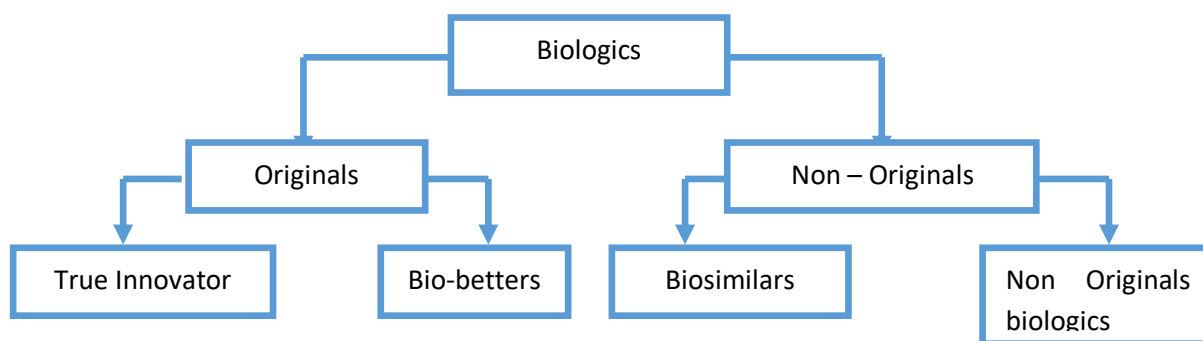 Biologics
Originals
Non – Originals
True Innovator
Bio-betters
Biosimilars
Non Originals
biologics